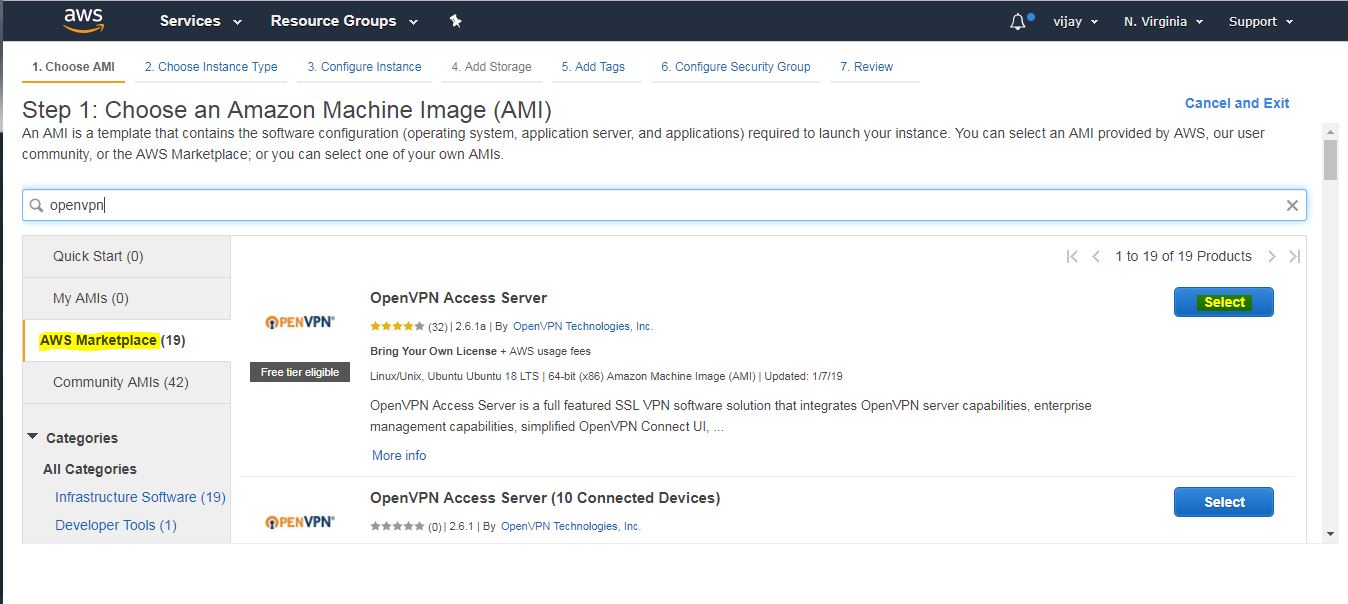 aws Services Resource Groups vijay N. Virginia Support
1. Choose AMI 2. Choose Instance Type 3. Configure Instance 4. Add Storage 5. Add Tags 6. Configure Security Group 7. Review
Step 1: Choose an Amazon Machine Image (AMI)
Cancel and Exit
An AMI is a template that contains the software configuration (operating system, application server, and applications) required to launch your instance. You can select an AMI provided by AWS, our user
community, or the AWS Marketplace; or you can select one of your own AMIs.
openvpn
Quick Start (0)
My AMIs (0)
AWS Marketplace (19)
Community AMIs (42)
Categories
All Categories
Infrastructure Software (19)
Developer Tools (1)
1 to 19 of 19 Products
OPENVPN
Free tier eligible
OpenVPN Access Server
Select
(32) | 2.6.1a | By OpenVPN Technologies, Inc.
Bring Your Own License + AWS usage fees
Linux/Unix, Ubuntu Ubuntu 18 LTS | 64-bit (x86) Amazon Machine Image (AMI) | Updated: 1/7/19
OpenVPN Access Server is a full featured SSL VPN software solution that integrates OpenVPN server capabilities, enterprise
management capabilities, simplified OpenVPN Connect UI, ...
More info
OPENVPN
OpenVPN Access Server (10 Connected Devices)
Select
(0) | 2.6.1 | By OpenVPN Technologies, Inc.